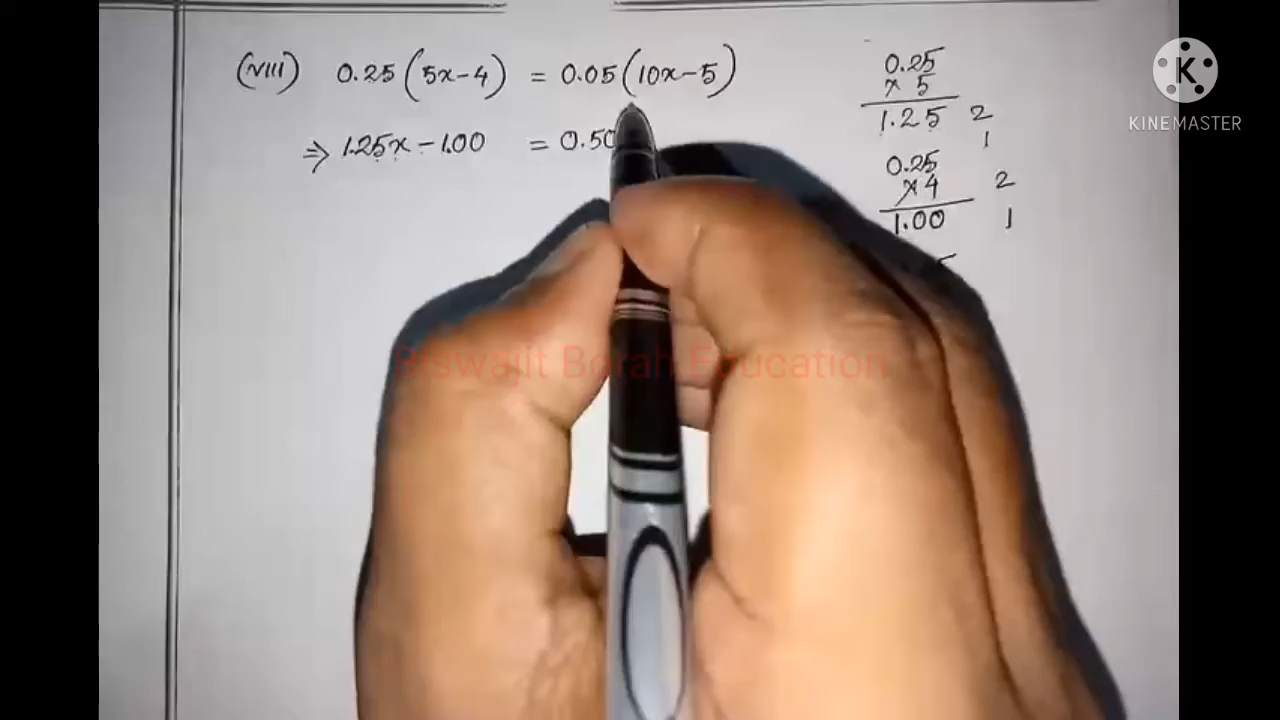 (VIII) 0.25(5x-4) = 0.05(10x-5)
⇒ 1.25x - 1.00 = 0.50
0.25
× 5
1.25 2
1
0.25
× 4 2
1.00 1
KINEMASTER
Biswajit Borah Education